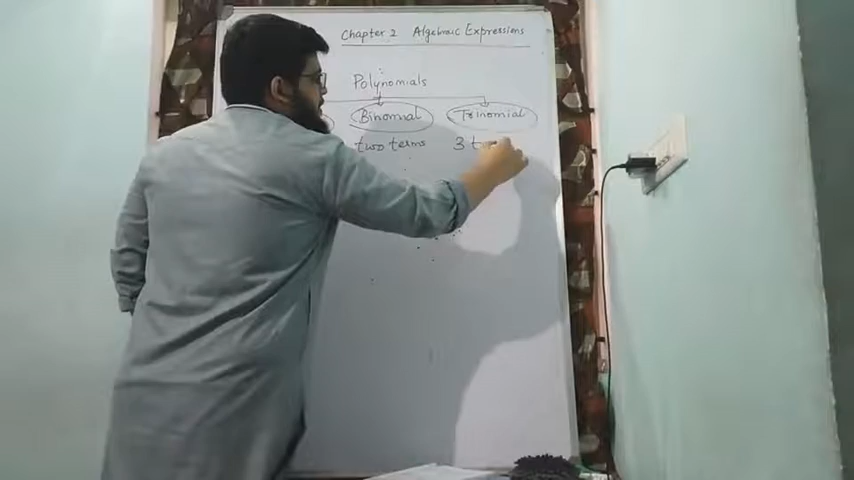 Chapter 2 Algebraic Expressions
Polynomials
Binomial Trinomial
two terms 3